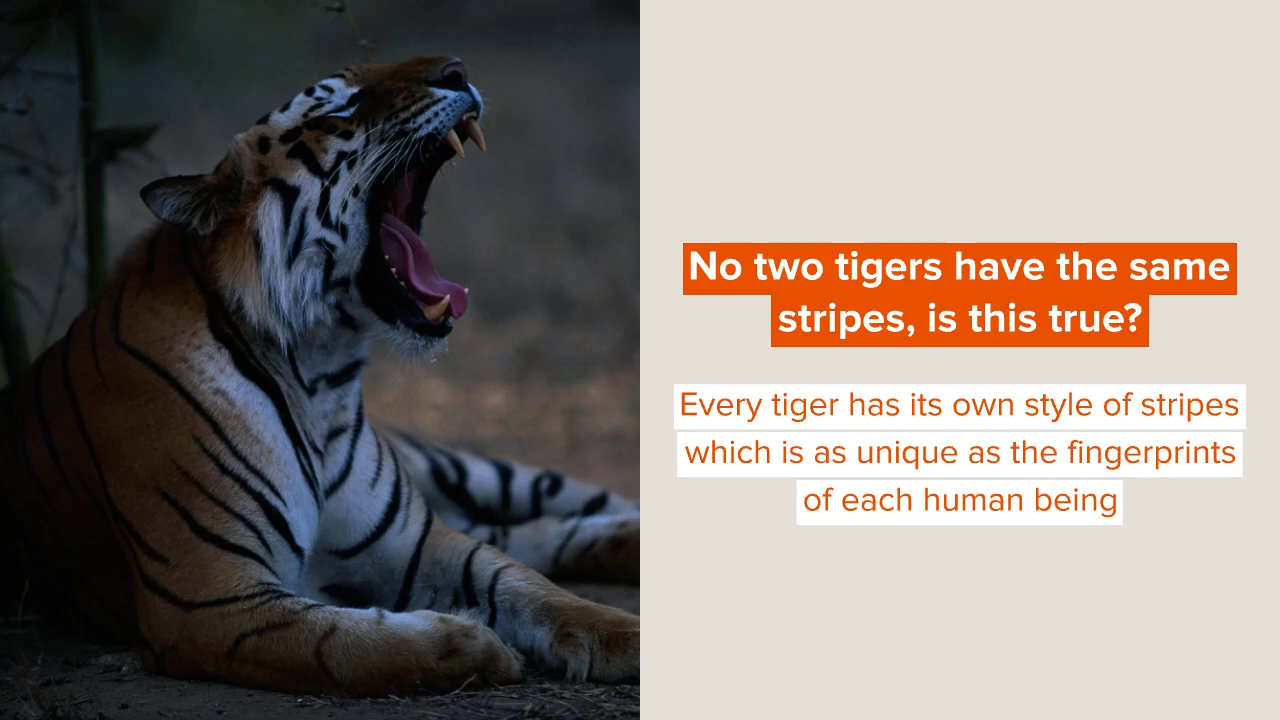 No two tigers have the same
stripes, is this true?
Every tiger has its own style of stripes
which is as unique as the fingerprints
of each human being